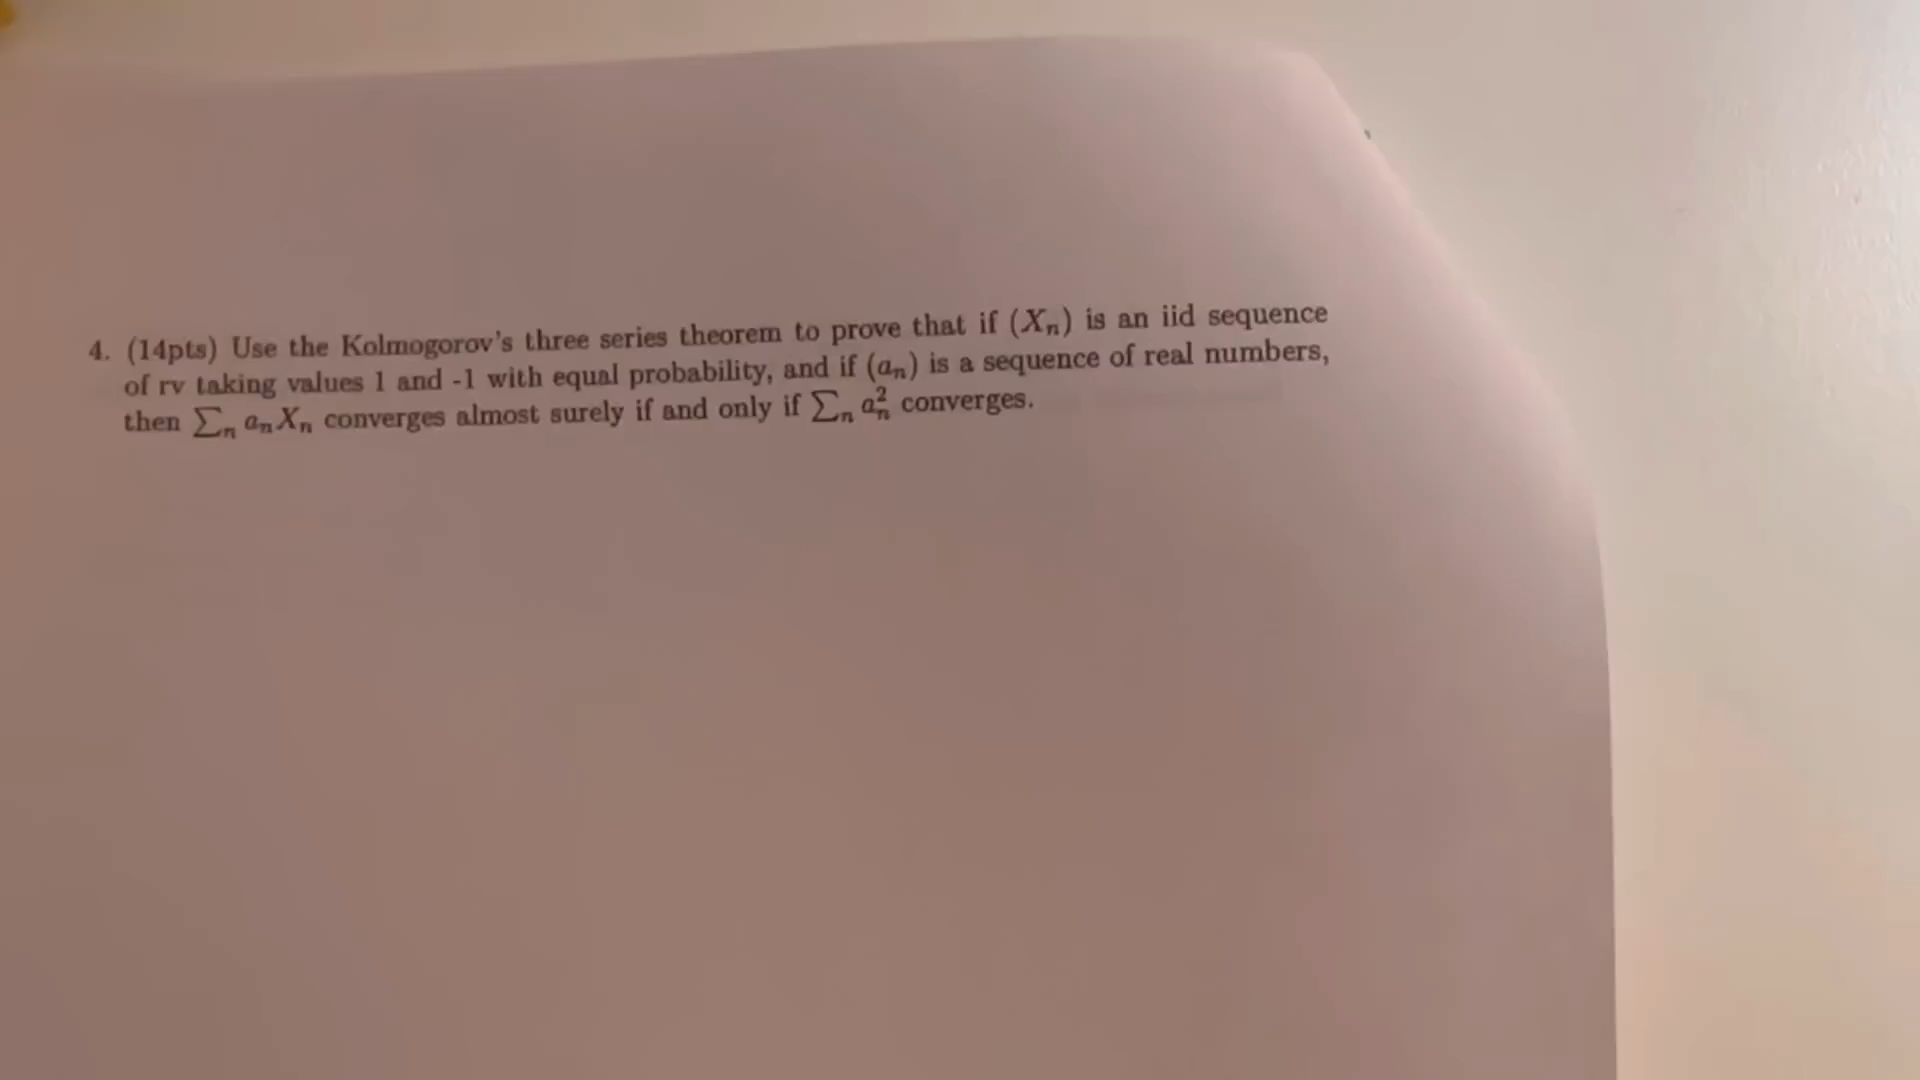 4. (14pts) Use the Kolmogorov's three series theorem to prove that if (Xₙ) is an iid sequence
of rv taking values 1 and -1 with equal probability, and if (aₙ) is a sequence of real numbers,
then ∑ₙ aₙXₙ converges almost surely if and only if ∑ₙ aₙ² converges.